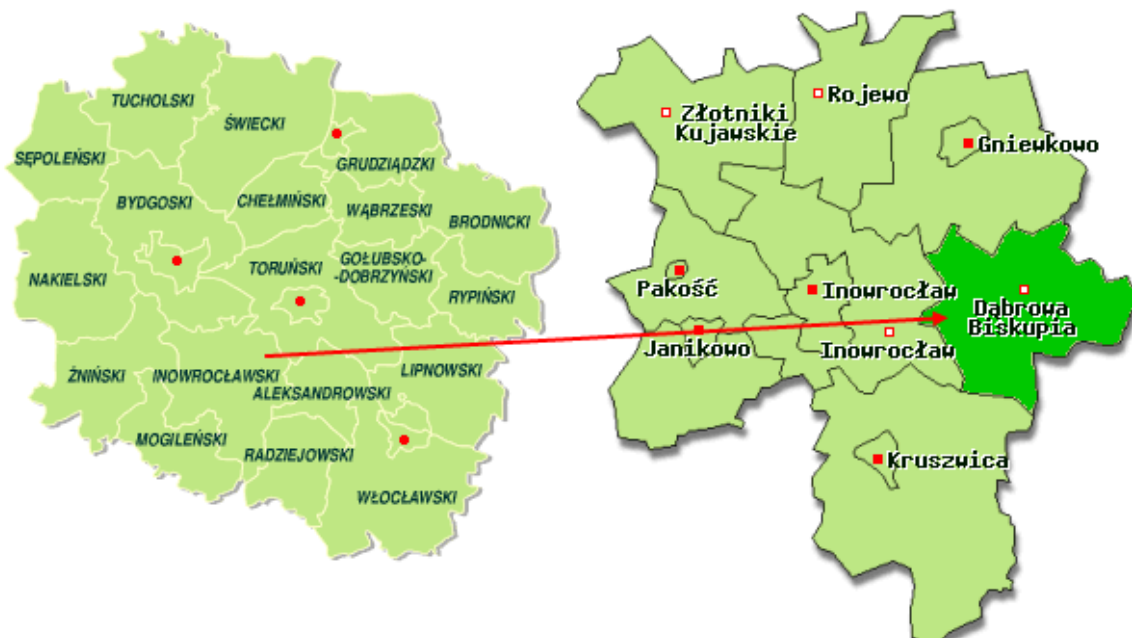 TUCHOLSKI
ŚWIECKI
SĘPOLEŃSKI
GRUDZIĄDZKI
BYDGOSKI
CHEŁMIŃSKI
WĄBRZESKI
BRODNICKI
NAKIELSKI
TORUŃSKI
GOŁUBSKO-
-DOBRZYŃSKI
RYPIŃSKI
ŻNIŃSKI
INOWROCŁAWSKI
ALEKSANDROWSKI
LIPNOWSKI
MOGILEŃSKI
RADZIEJOWSKI
WŁOCŁAWSKI
Złotniki
Kujawskie
Rojewo
Gniewkowo
Pakość
Inowrocław
Dąbrowa
Biskupia
Janikowo
Inowrocław
Kruszwica